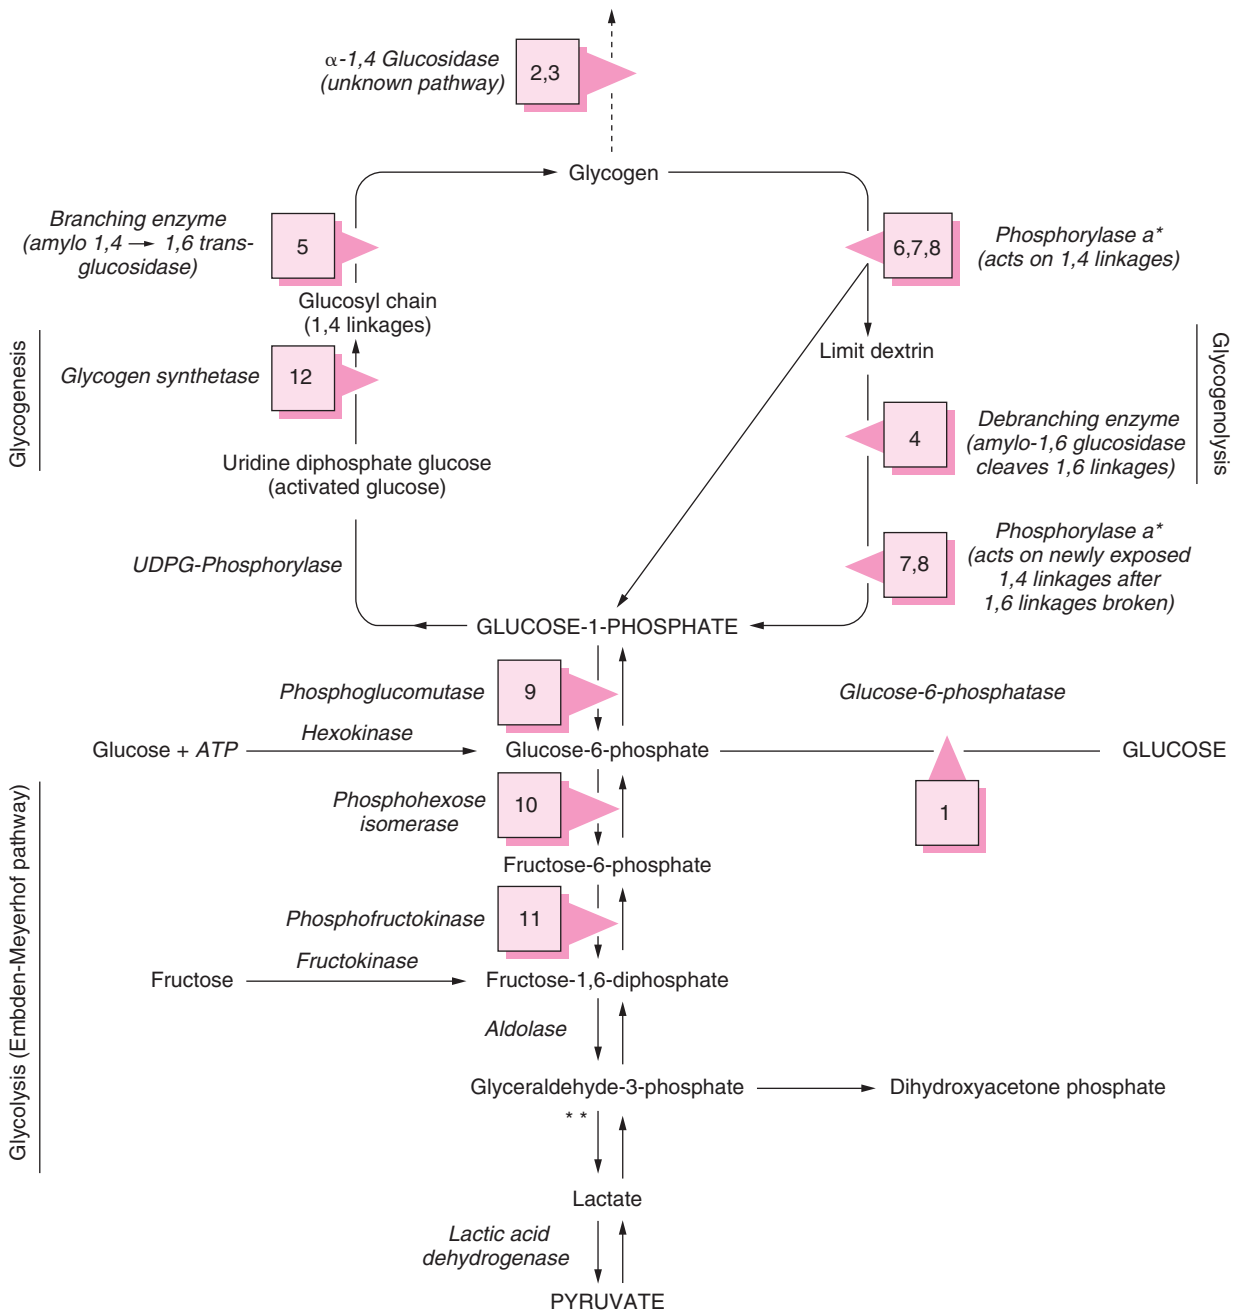 α-1,4 Glucosidase
(unknown pathway)
2,3
Glycogen
Branching enzyme
(amylo 1,4 → 1,6 trans-
glucosidase)
5
6,7,8
Phosphorylase a*
(acts on 1,4 linkages)
Glucosyl chain
(1,4 linkages)
Limit dextrin
Glycogenesis
Glycogen synthetase
12
4
Debranching enzyme
(amylo-1,6 glucosidase
cleaves 1,6 linkages)
Glycogenolysis
Uridine diphosphate glucose
(activated glucose)
UDPG-Phosphorylase
7,8
Phosphorylase a*
(acts on newly exposed
1,4 linkages after
1,6 linkages broken)
GLUCOSE-1-PHOSPHATE
Phosphoglucomutase
9
Glucose-6-phosphatase
Glucose + ATP
Hexokinase
Glucose-6-phosphate
GLUCOSE
1
Glycolysis (Embden-Meyerhof pathway)
Phosphohexose
isomerase
10
Fructose-6-phosphate
Phosphofructokinase
11
Fructose
Fructokinase
Fructose-1,6-diphosphate
Aldolase
Glyceraldehyde-3-phosphate
Dihydroxyacetone phosphate
* *
Lactate
Lactic acid
dehydrogenase
PYRUVATE